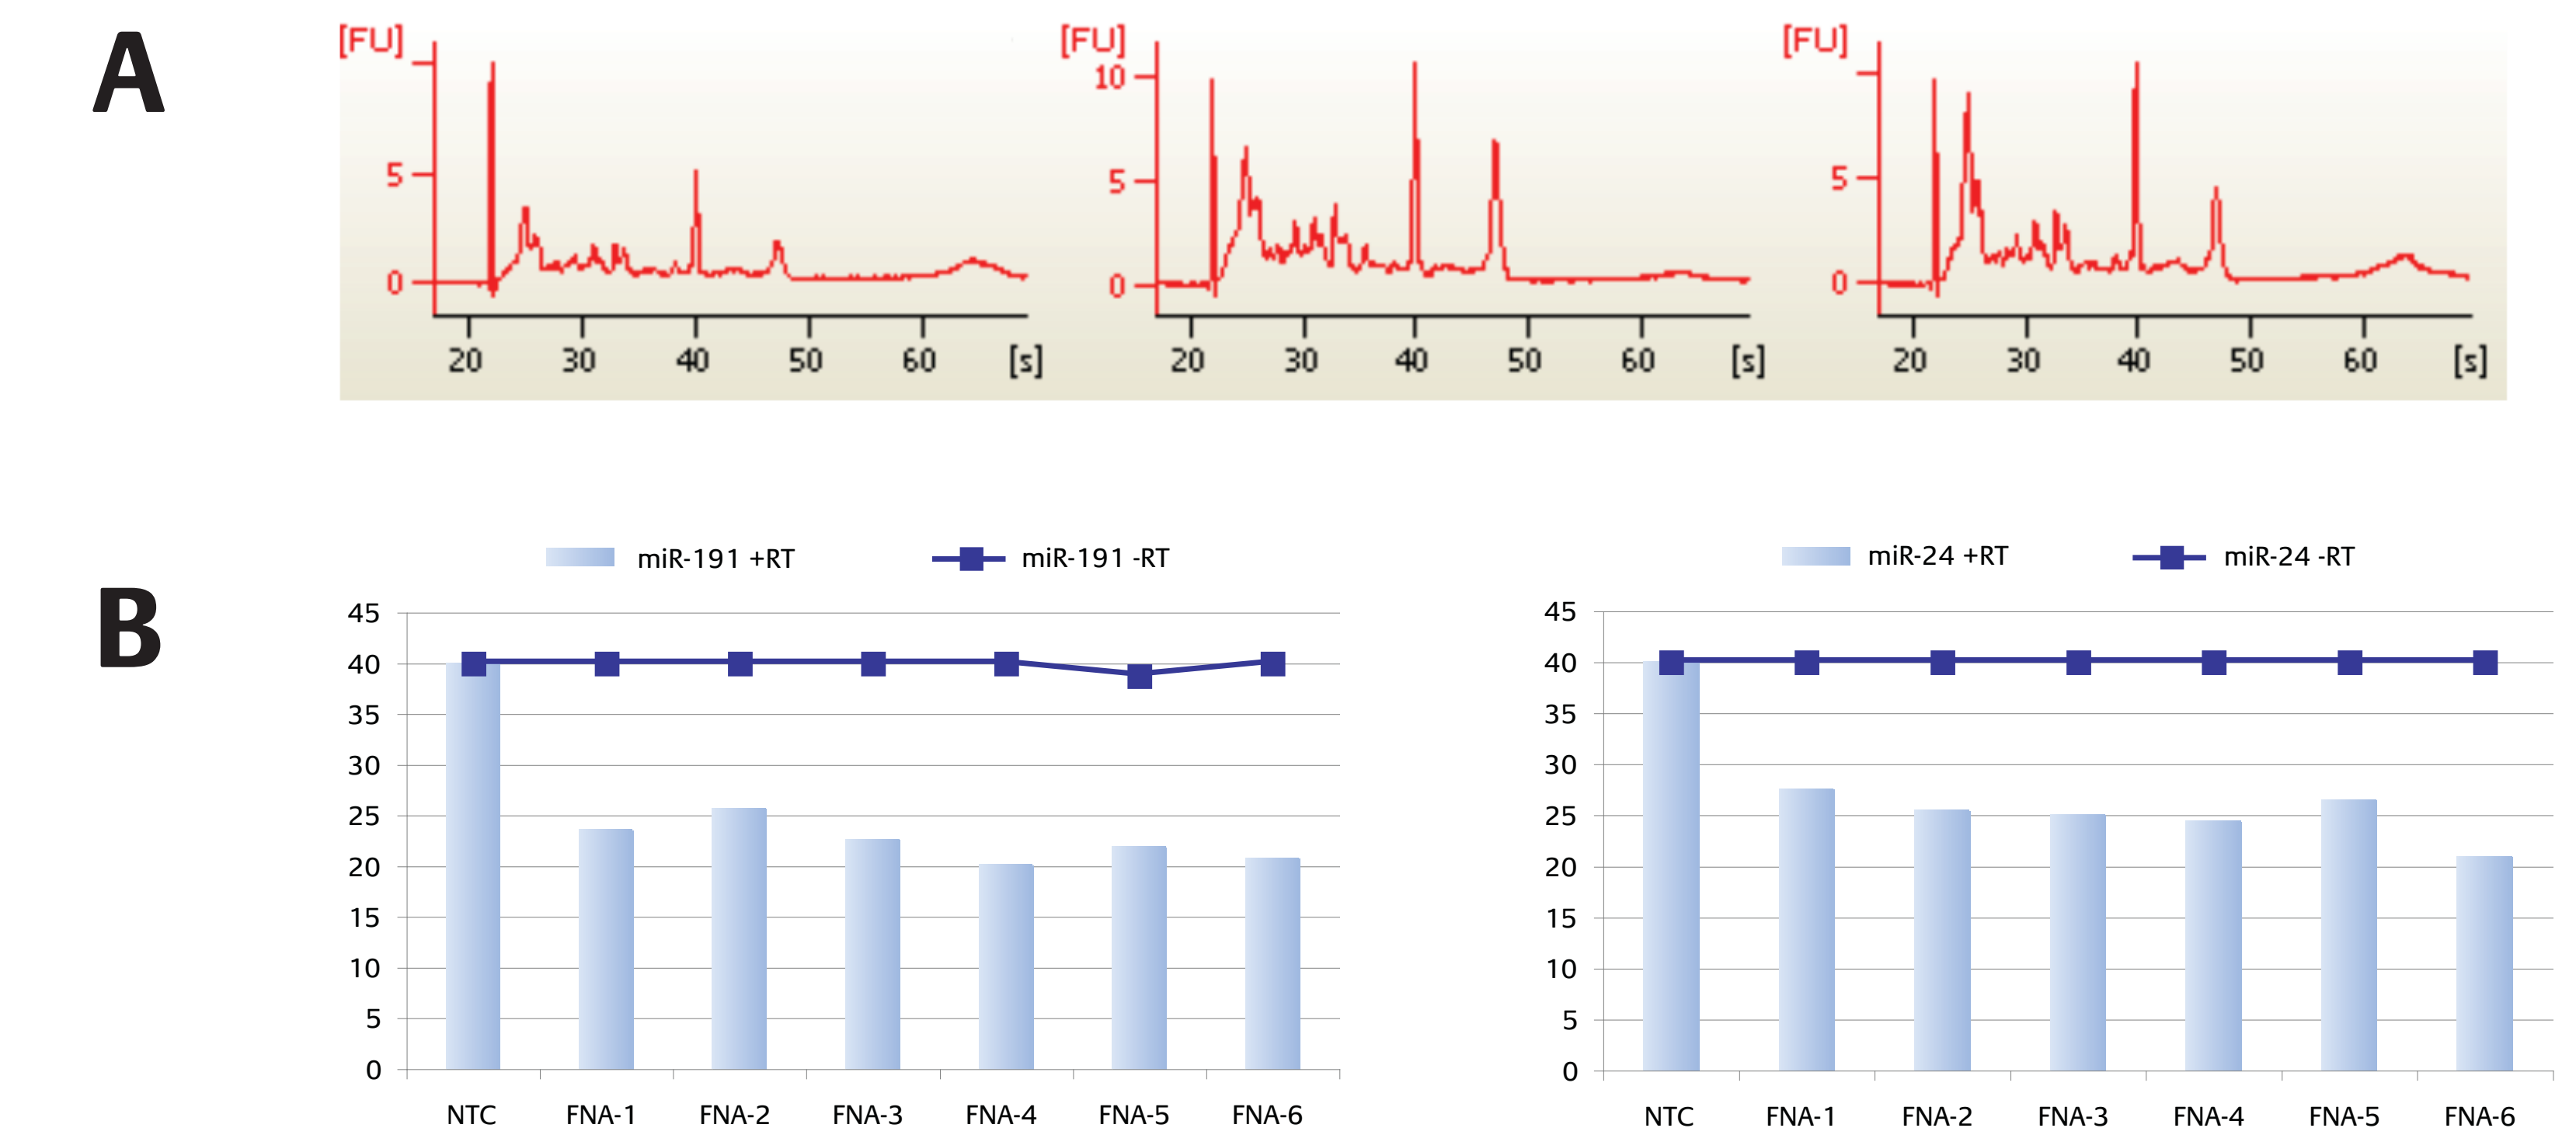 A
[FU] [FU] [FU]
10
5 5 5
0 0 0
20 30 40 50 60 [s] 20 30 40 50 60 [s] 20 30 40 50 60 [s]
B
miR-191 +RT miR-191 -RT
45
40
35
30
25
20
15
10
5
0
NTC FNA-1 FNA-2 FNA-3 FNA-4 FNA-5 FNA-6
miR-24 +RT miR-24 -RT
45
40
35
30
25
20
15
10
5
0
NTC FNA-1 FNA-2 FNA-3 FNA-4 FNA-5 FNA-6